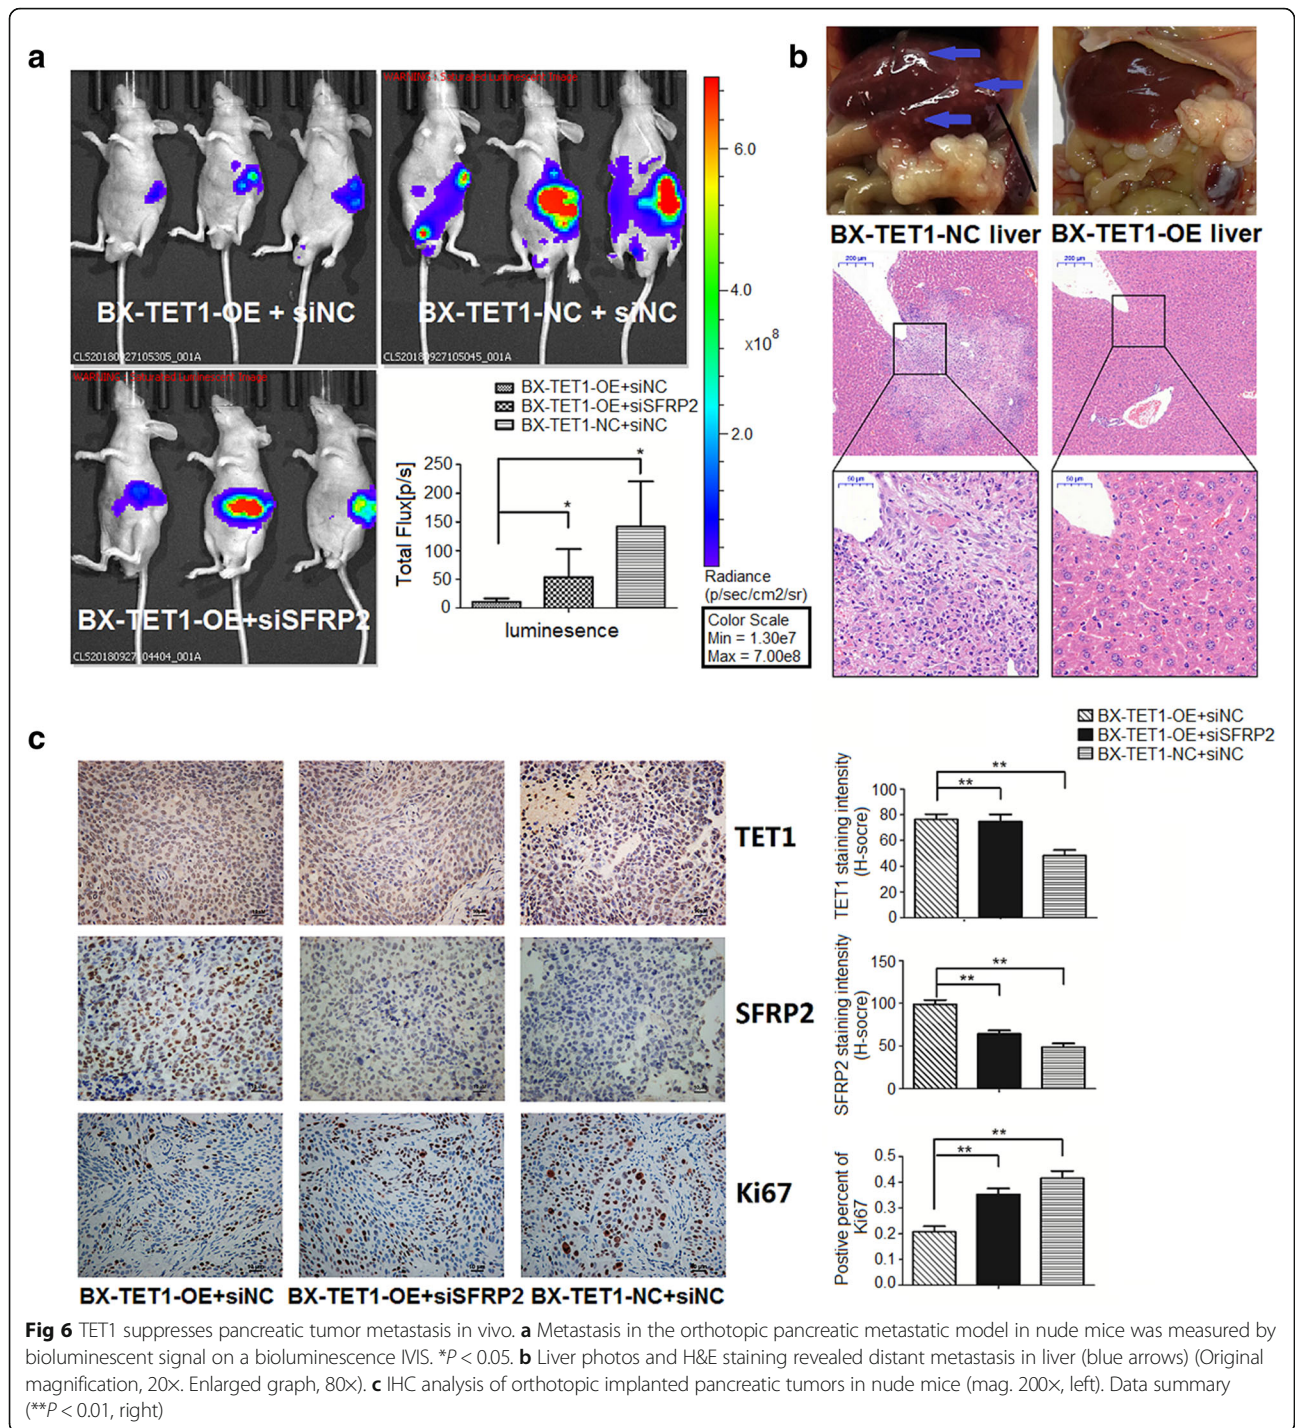 a
WARNING: Saturated Luminescent Image
BX-TET1-OE + siNC
BX-TET1-NC + siNC
CLS20180927105305_001A
CLS20180927105045_001A
WARNING: Saturated Luminescent Image
BX-TET1-OE+siSFRP2
CLS20180927104404_001A
6.0
4.0
x10⁸
2.0
Radiance
(p/sec/cm2/sr)
Color Scale
Min = 1.30e7
Max = 7.00e8
BX-TET1-OE+siNC
BX-TET1-OE+siSFRP2
BX-TET1-NC+siNC
Total Flux[p/s]
250
200
150
100
50
0
*
*
luminesence
b
BX-TET1-NC liver
BX-TET1-OE liver
200 µm
200 µm
50 µm
50 µm
c
TET1
SFRP2
Ki67
BX-TET1-OE+siNC
BX-TET1-OE+siSFRP2
BX-TET1-NC+siNC
BX-TET1-OE+siNC
BX-TET1-OE+siSFRP2
BX-TET1-NC+siNC
TET1 staining intensity
(H-socre)
100
80
60
40
20
0
**
**
SFRP2 staining intensity
(H-socre)
150
100
50
0
**
**
Postive percent of
Ki67
0.5
0.4
0.3
0.2
0.1
0.0
**
**
Fig 6 TET1 suppresses pancreatic tumor metastasis in vivo. a Metastasis in the orthotopic pancreatic metastatic model in nude mice was measured by
bioluminescent signal on a bioluminescence IVIS. *P < 0.05. b Liver photos and H&E staining revealed distant metastasis in liver (blue arrows) (Original
magnification, 20×. Enlarged graph, 80×). c IHC analysis of orthotopic implanted pancreatic tumors in nude mice (mag. 200×, left). Data summary
(**P < 0.01, right)